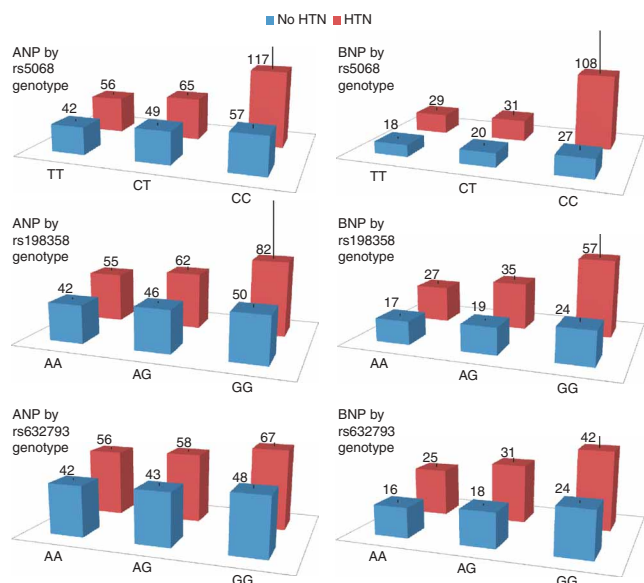 No HTN HTN
ANP by
rs5068
genotype
42
56
49
65
57
117
TT
CT
CC
BNP by
rs5068
genotype
18
29
20
31
27
108
TT
CT
CC
ANP by
rs198358
genotype
42
55
46
62
50
82
AA
AG
GG
BNP by
rs198358
genotype
17
27
19
35
24
57
AA
AG
GG
ANP by
rs632793
genotype
42
56
43
58
48
67
AA
AG
GG
BNP by
rs632793
genotype
16
25
18
31
24
42
AA
AG
GG